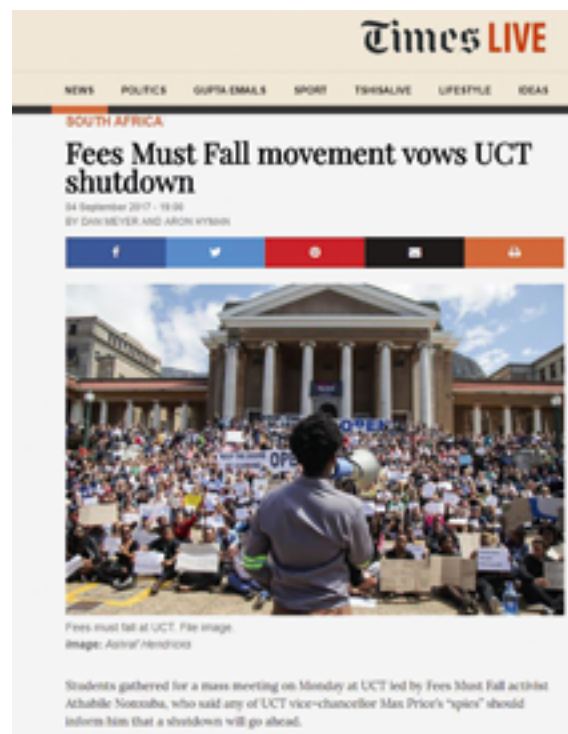 Times LIVE
NEWS POLITICS GUPTA EMAILS SPORT TSHISALIVE LIFESTYLE IDEAS
SOUTH AFRICA
Fees Must Fall movement vows UCT
shutdown
04 September 2017 - 18:00
BY DAN MEYER AND ARON HYMAN
OPEN
Fees must fall at UCT. File image.
Image: Ashraf Hendricks
Students gathered for a mass meeting on Monday at UCT led by Fees Must Fall activist
Athabile Nonxuba, who said any of UCT vice-chancellor Max Price's "spies" should
inform him that a shutdown will go ahead.